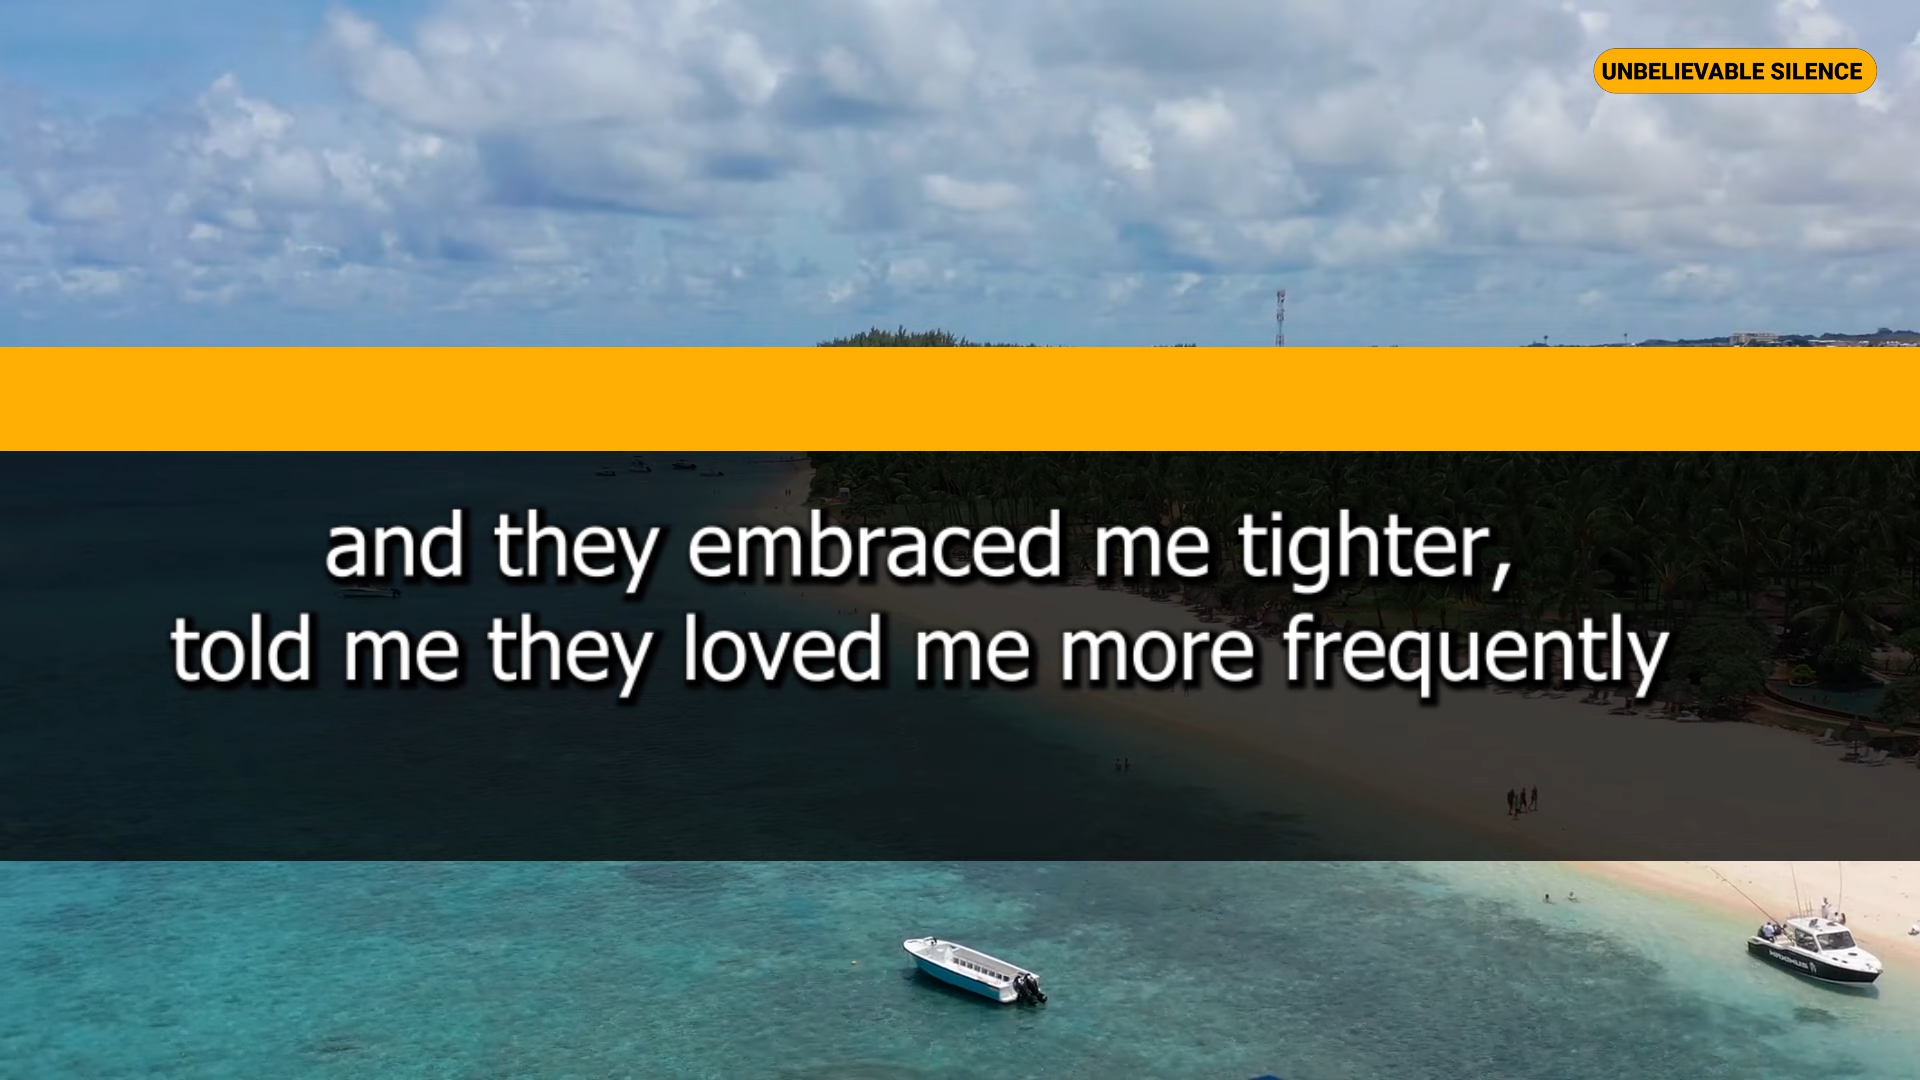 UNBELIEVABLE SILENCE
and they embraced me tighter,
told me they loved me more frequently